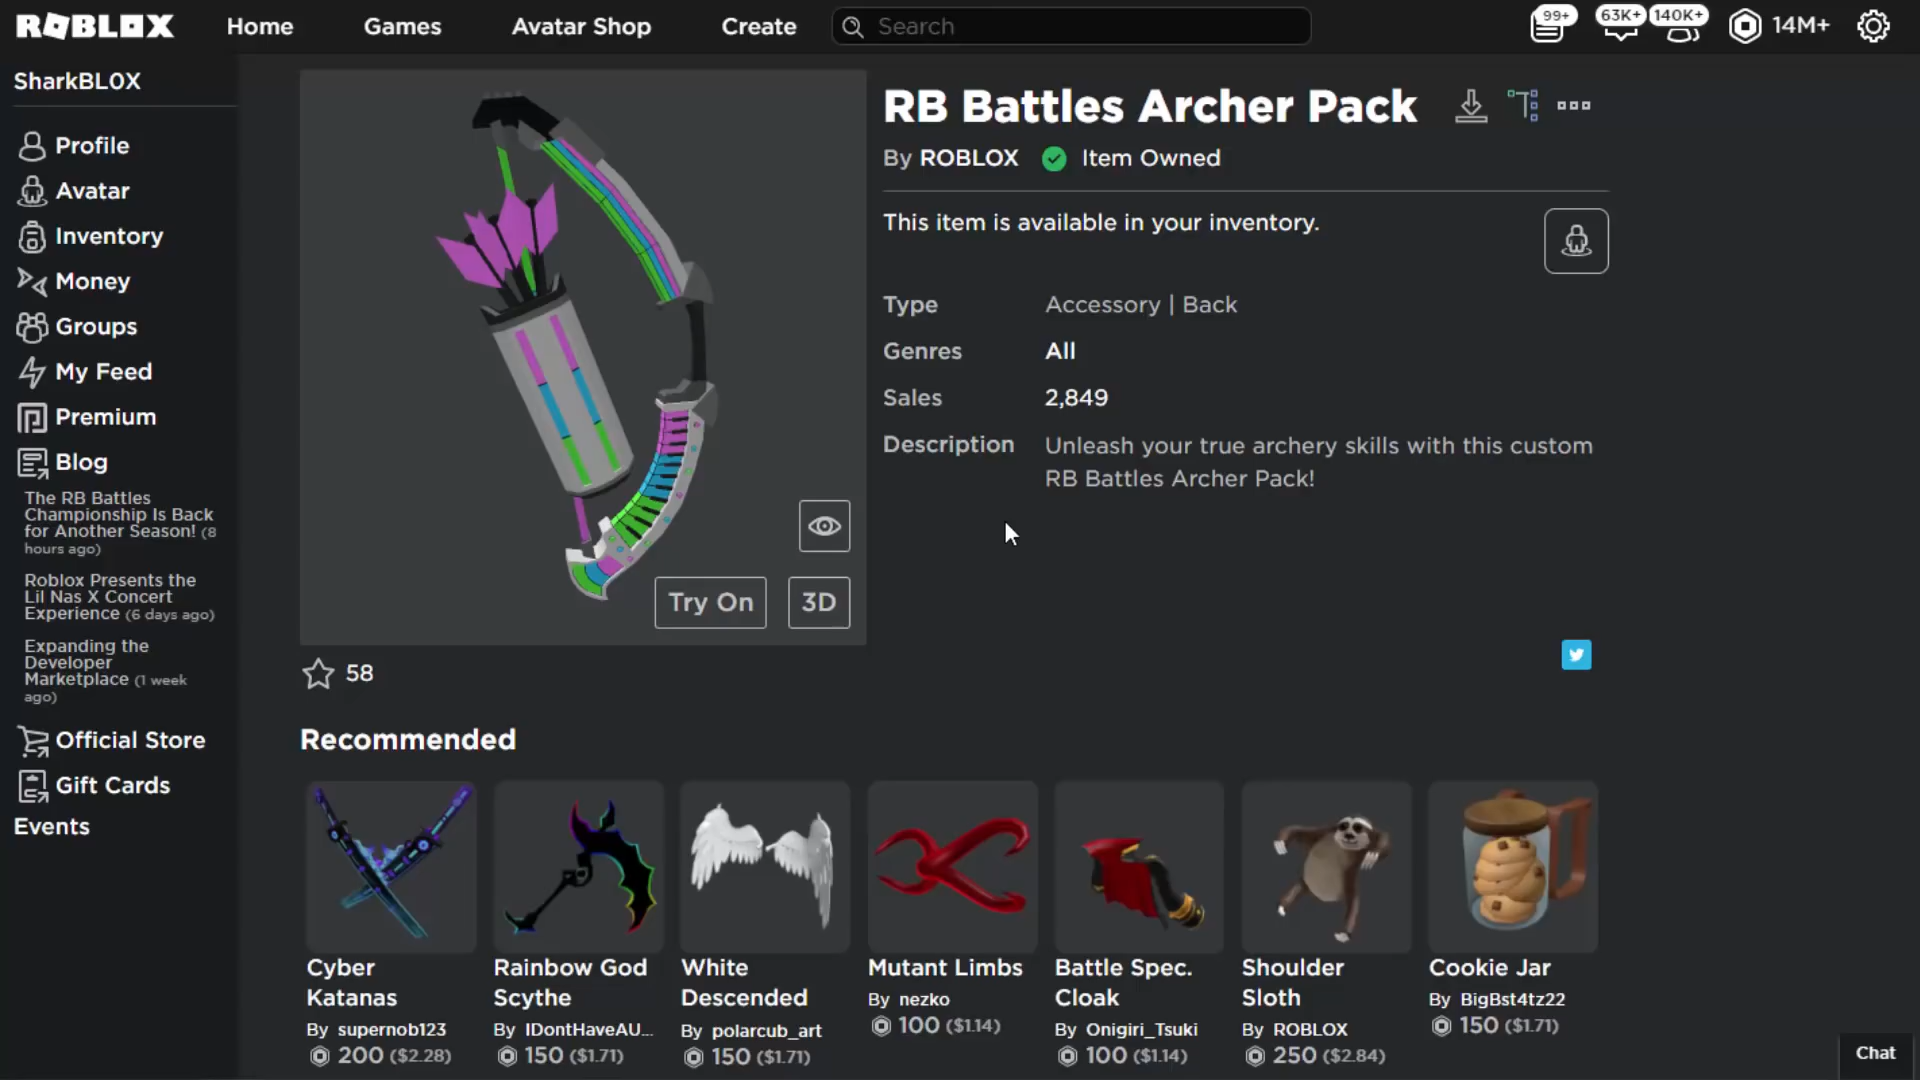 ROBLOX
Home
Games
Avatar Shop
Create
Search
99+
63K+
140K+
14M+
SharkBLOX
Profile
Avatar
Inventory
Money
Groups
My Feed
Premium
Blog
The RB Battles
Championship Is Back
for Another Season! (8
hours ago)
Roblox Presents the
Lil Nas X Concert
Experience (6 days ago)
Expanding the
Developer
Marketplace (1 week
ago)
Official Store
Gift Cards
Events
Try On
3D
58
RB Battles Archer Pack
By ROBLOX Item Owned
This item is available in your inventory.
Type Accessory | Back
Genres All
Sales 2,849
Description Unleash your true archery skills with this custom
RB Battles Archer Pack!
Recommended
Cyber
Katanas
By supernob123
200 ($2.28)
Rainbow God
Scythe
By IDontHaveAU...
150 ($1.71)
White
Descended
By polarcub_art
150 ($1.71)
Mutant Limbs
By nezko
100 ($1.14)
Battle Spec.
Cloak
By Onigiri_Tsuki
100 ($1.14)
Shoulder
Sloth
By ROBLOX
250 ($2.84)
Cookie Jar
By BigBst4tz22
150 ($1.71)
Chat